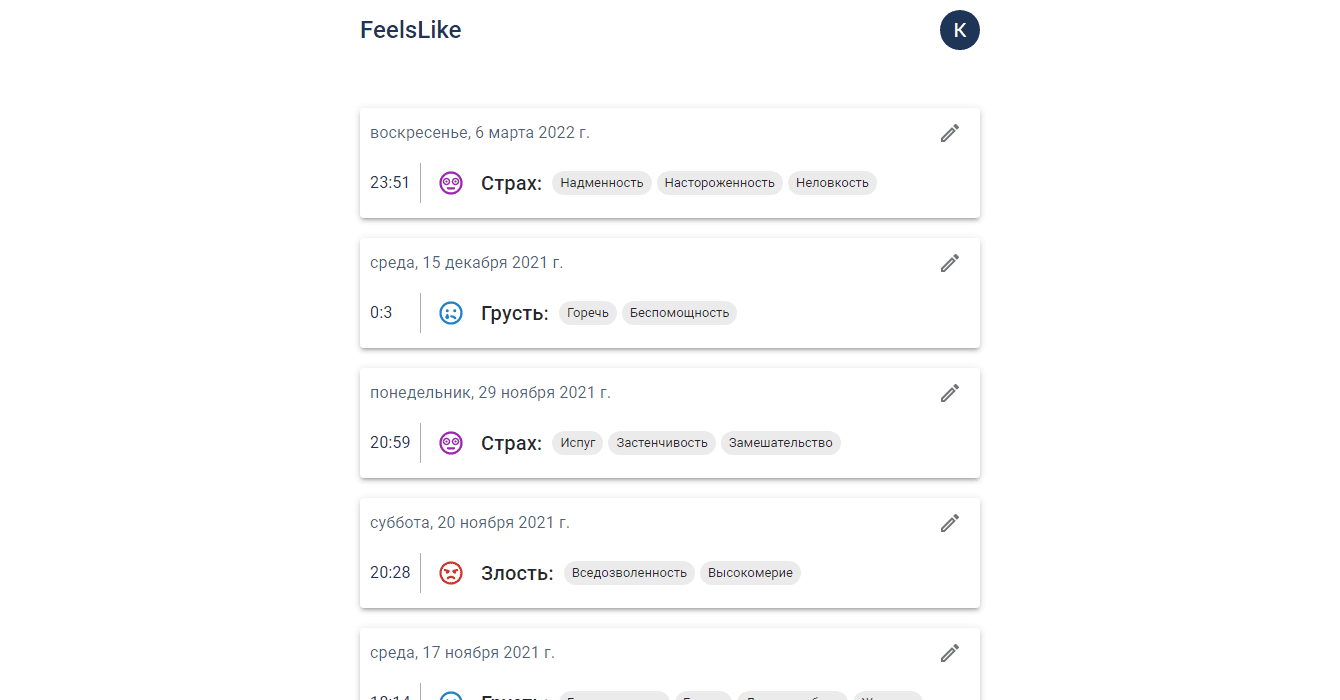 FeelsLike
K
воскресенье, 6 марта 2022 г.
23:51 Страх: Надменность Настороженность Неловкость
среда, 15 декабря 2021 г.
0:3 Грусть: Горечь Беспомощность
понедельник, 29 ноября 2021 г.
20:59 Страх: Испуг Застенчивость Замешательство
суббота, 20 ноября 2021 г.
20:28 Злость: Вседозволенность Высокомерие
среда, 17 ноября 2021 г.